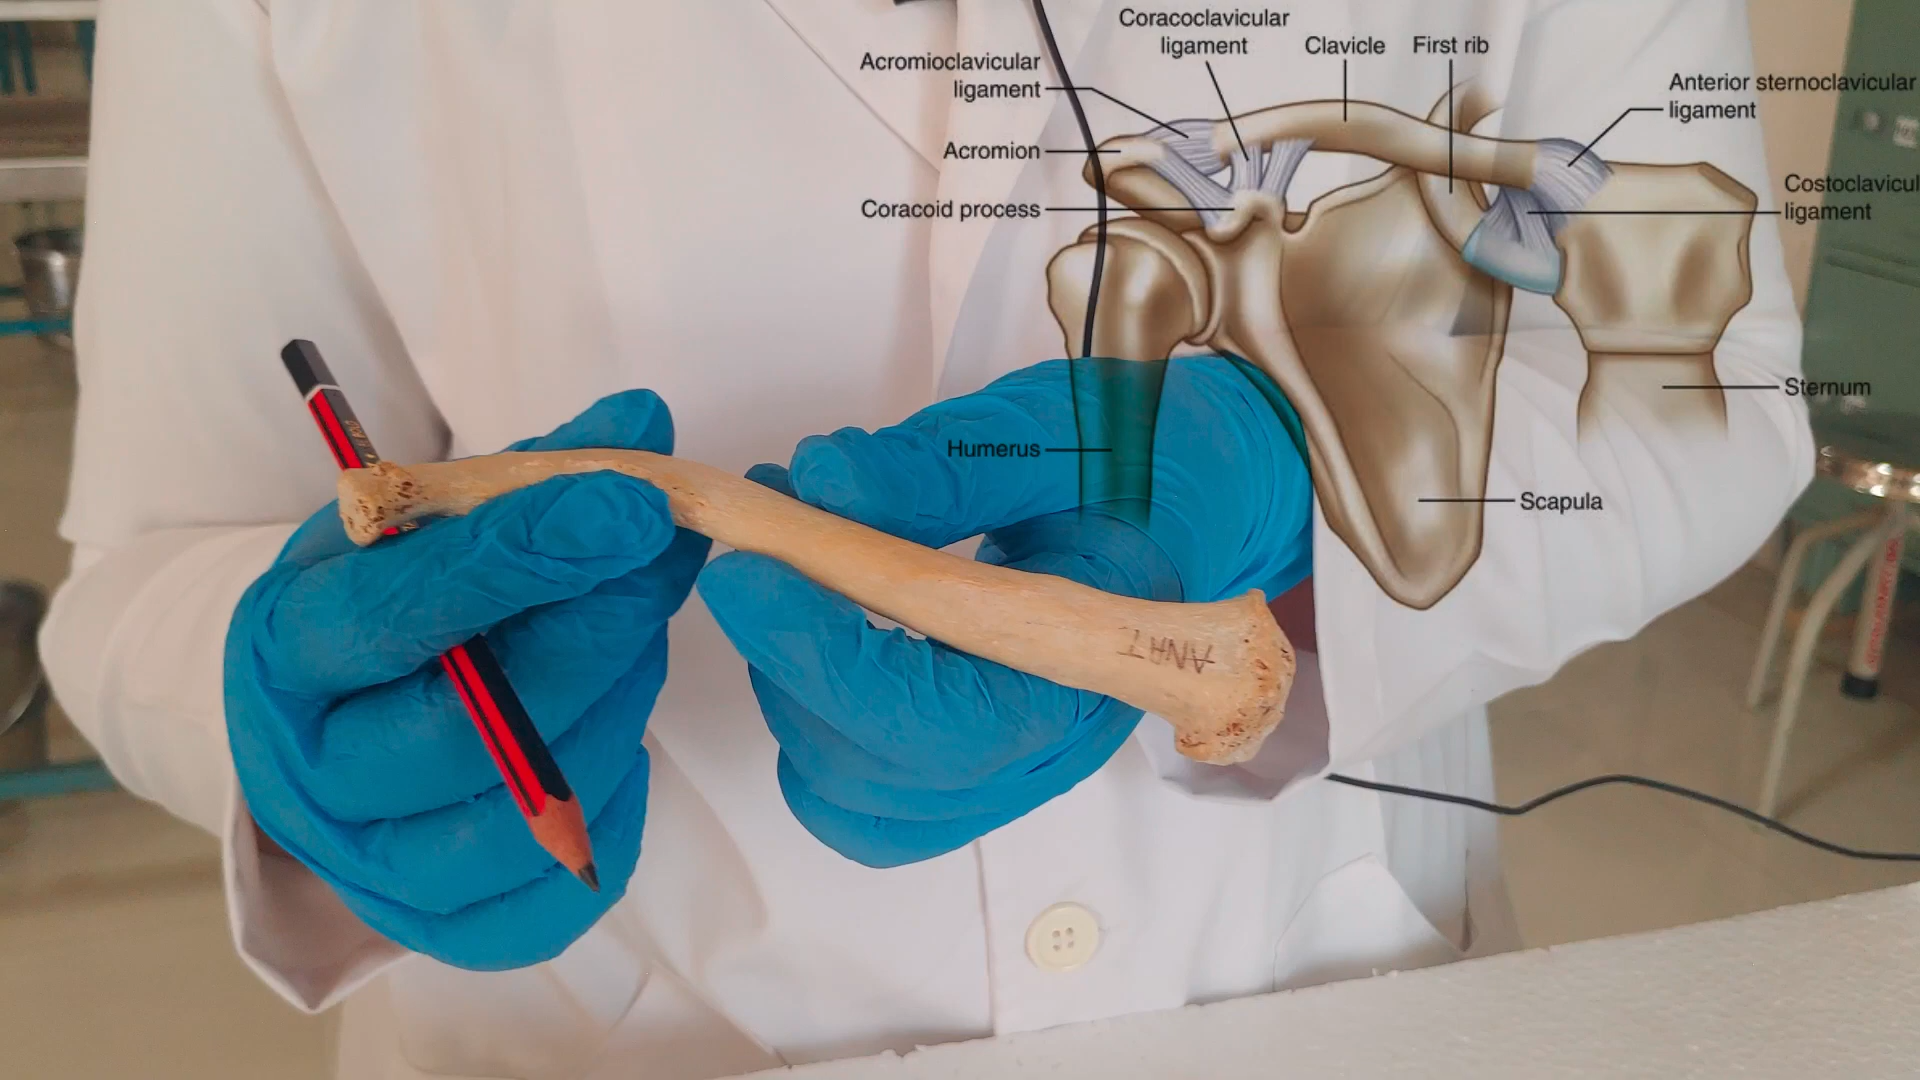 Coracoclavicular
ligament
Clavicle
First rib
Acromioclavicular
ligament
Anterior sternoclavicular
ligament
Acromion
Coracoid process
Costoclavicul
ligament
Sternum
Humerus
Scapula
ANAT